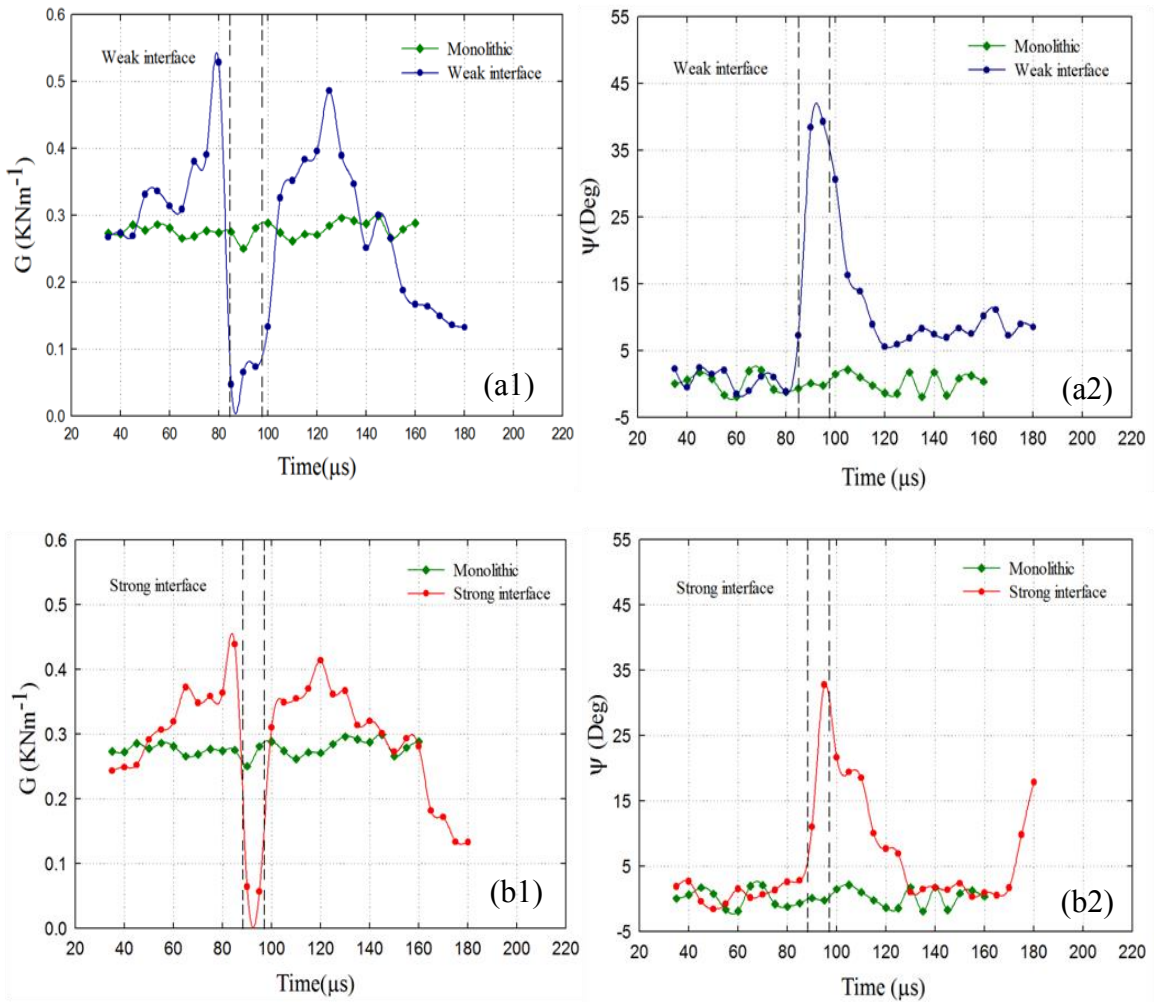 0.6
0.5
0.4
0.3
0.2
0.1
0.0
G (KNm⁻¹)
Weak interface
Monolithic
Weak interface
(a1)
20 40 60 80 100 120 140 160 180 200 220
Time(μs)
55
45
35
25
15
5
-5
Ψ(Deg)
Weak interface
Monolithic
Weak interface
(a2)
20 40 60 80 100 120 140 160 180 200 220
Time (μs)
0.6
0.5
0.4
0.3
0.2
0.1
0.0
G (KNm⁻¹)
Strong interface
Monolithic
Strong interface
(b1)
20 40 60 80 100 120 140 160 180 200 220
Time(μs)
55
45
35
25
15
5
-5
Ψ (Deg)
Strong interface
Monolithic
Strong interface
(b2)
20 40 60 80 100 120 140 160 180 200 220
Time (μs)